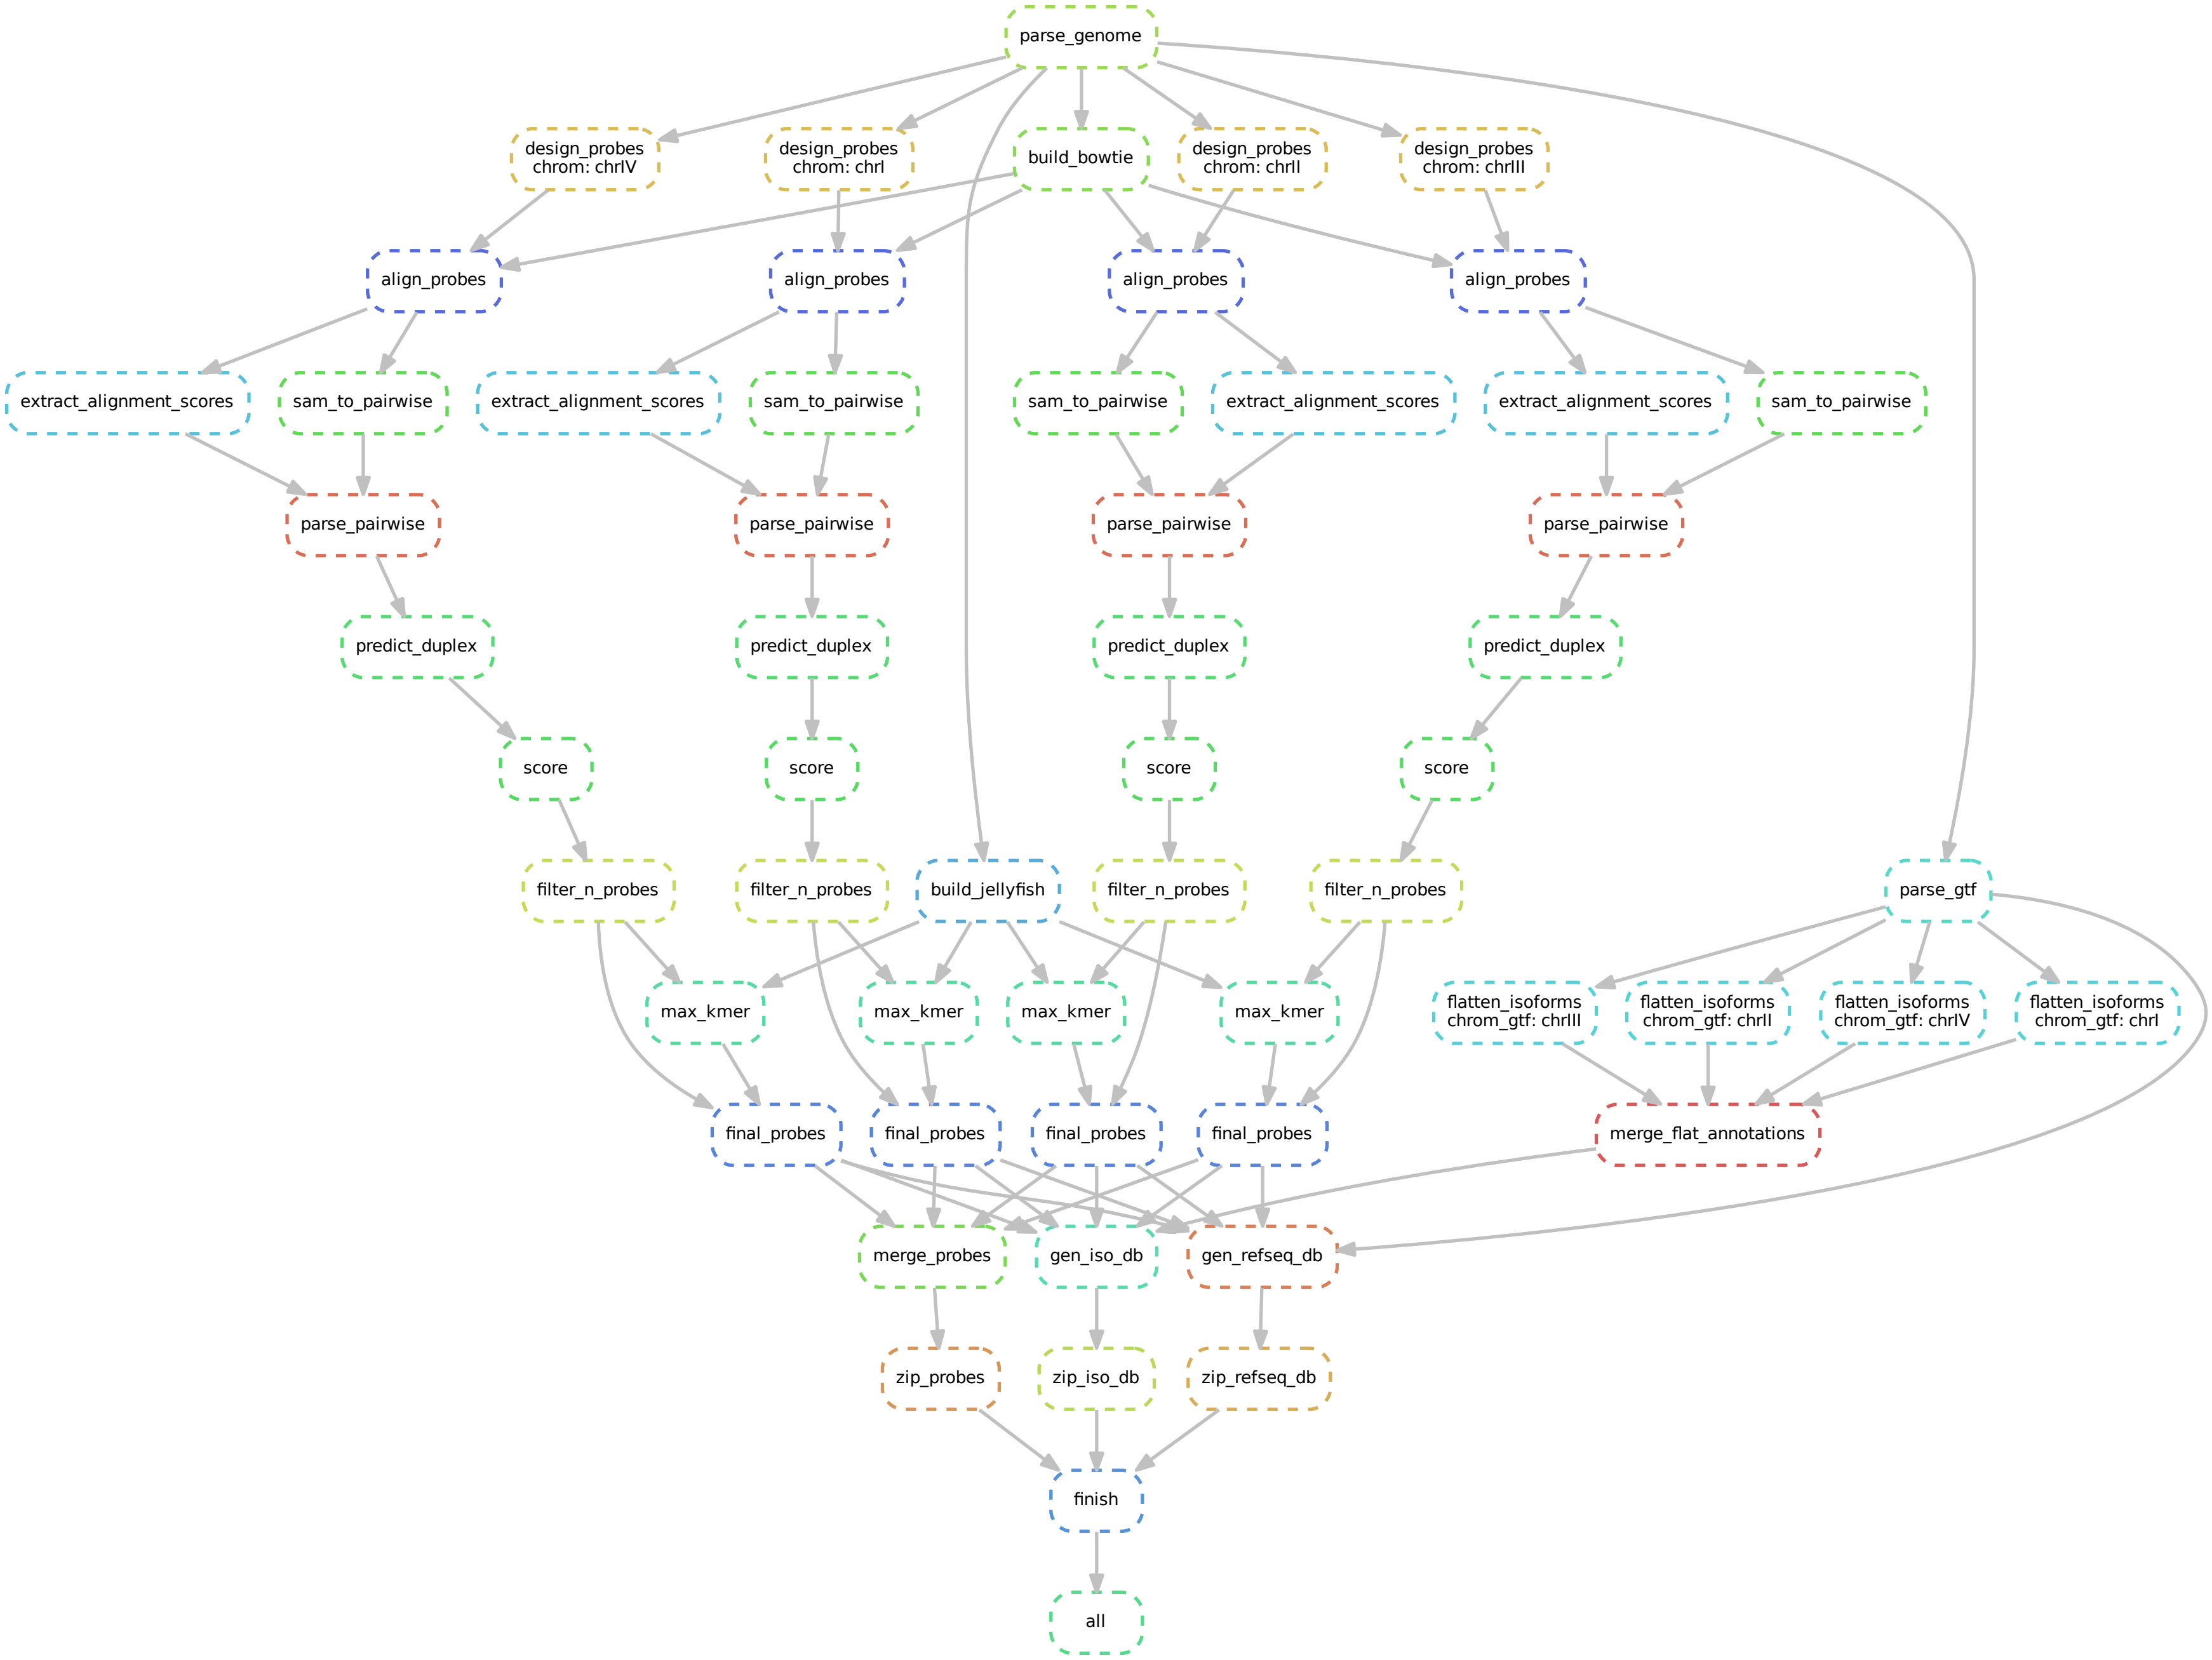 parse_genome
design_probes
chrom: chrIV
design_probes
chrom: chrI
build_bowtie
design_probes
chrom: chrII
design_probes
chrom: chrIII
align_probes
align_probes
align_probes
align_probes
extract_alignment_scores
sam_to_pairwise
extract_alignment_scores
sam_to_pairwise
sam_to_pairwise
extract_alignment_scores
extract_alignment_scores
sam_to_pairwise
parse_pairwise
parse_pairwise
parse_pairwise
parse_pairwise
predict_duplex
predict_duplex
predict_duplex
predict_duplex
score
score
score
score
filter_n_probes
filter_n_probes
build_jellyfish
filter_n_probes
filter_n_probes
parse_gtf
max_kmer
max_kmer
max_kmer
max_kmer
flatten_isoforms
chrom_gtf: chrIII
flatten_isoforms
chrom_gtf: chrII
flatten_isoforms
chrom_gtf: chrIV
flatten_isoforms
chrom_gtf: chrI
final_probes
final_probes
final_probes
final_probes
merge_flat_annotations
merge_probes
gen_iso_db
gen_refseq_db
zip_probes
zip_iso_db
zip_refseq_db
finish
all